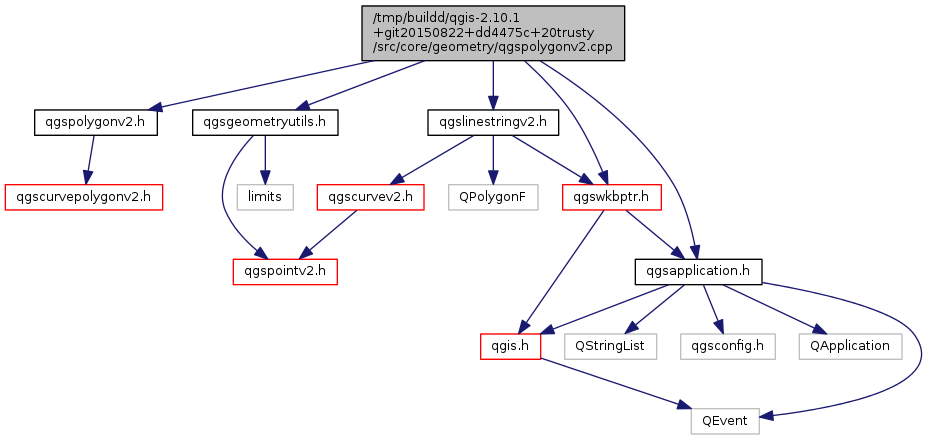 /tmp/buildd/qgis-2.10.1
+git20150822+dd4475c+20trusty
/src/core/geometry/qgspolygonv2.cpp
qgspolygonv2.h
qgsgeometryutils.h
qgslinestringv2.h
qgscurvepolygonv2.h
limits
qgscurvev2.h
QPolygonF
qgswkbptr.h
qgspointv2.h
qgsapplication.h
qgis.h
QStringList
qgsconfig.h
QApplication
QEvent